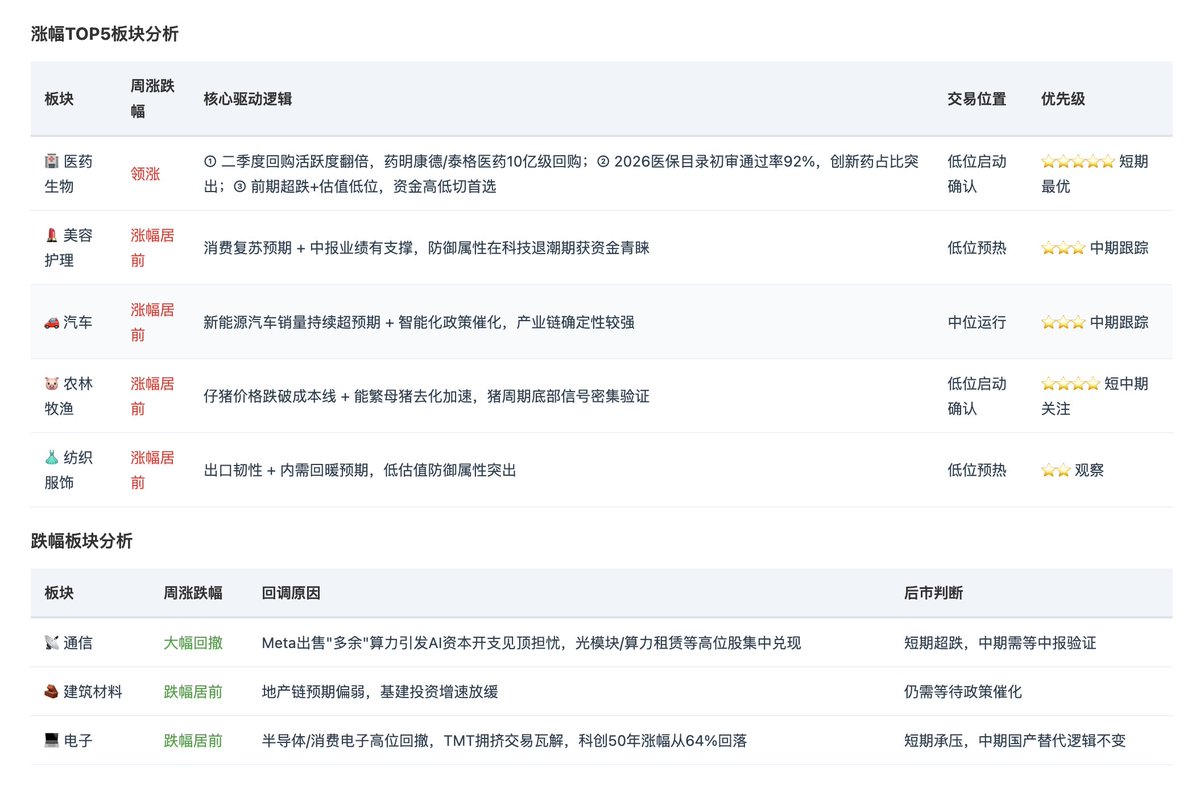 涨幅TOP5板块分析
板块 周涨跌幅 核心驱动逻辑 交易位置 优先级
医药生物 领涨 ① 二季度回购活跃度翻倍，药明康德/泰格医药10亿级回购；② 2026医保目录初审通过率92%，创新药占比突出；③ 前期超跌+估值低位，资金高低切首选 低位启动确认 ⭐⭐⭐⭐⭐ 短期最优
美容护理 涨幅居前 消费复苏预期 + 中报业绩有支撑，防御属性在科技退潮期获资金青睐 低位预热 ⭐⭐⭐ 中期跟踪
汽车 涨幅居前 新能源汽车销量持续超预期 + 智能化政策催化，产业链确定性较强 中位运行 ⭐⭐⭐ 中期跟踪
农林牧渔 涨幅居前 仔猪价格跌破成本线 + 能繁母猪去化加速，猪周期底部信号密集验证 低位启动确认 ⭐⭐⭐⭐ 短中期关注
纺织服饰 涨幅居前 出口韧性 + 内需回暖预期，低估值防御属性突出 低位预热 ⭐⭐ 观察
跌幅板块分析
板块 周涨跌幅 回调原因 后市判断
通信 大幅回撤 Meta出售"多余"算力引发AI资本开支见顶担忧，光模块/算力租赁等高位股集中兑现 短期超跌，中期需等中报验证
建筑材料 跌幅居前 地产链预期偏弱，基建投资增速放缓 仍需等待政策催化
电子 跌幅居前 半导体/消费电子高位回撤，TMT拥挤交易瓦解，科创50年涨幅从64%回落 短期承压，中期国产替代逻辑不变